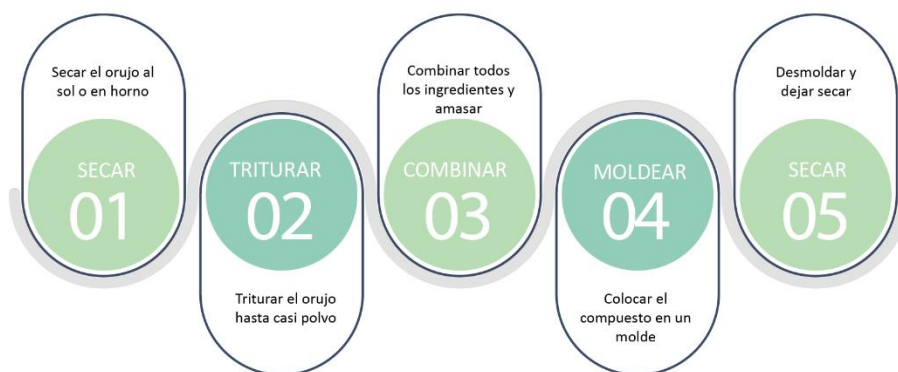 Secar el orujo al
sol o en horno
SECAR
01
TRITURAR
02
Triturar el orujo
hasta casi polvo
Combinar todos
los ingredientes y
amasar
COMBINAR
03
MOLDEAR
04
Colocar el
compuesto en un
molde
Desmoldar y
dejar secar
SECAR
05